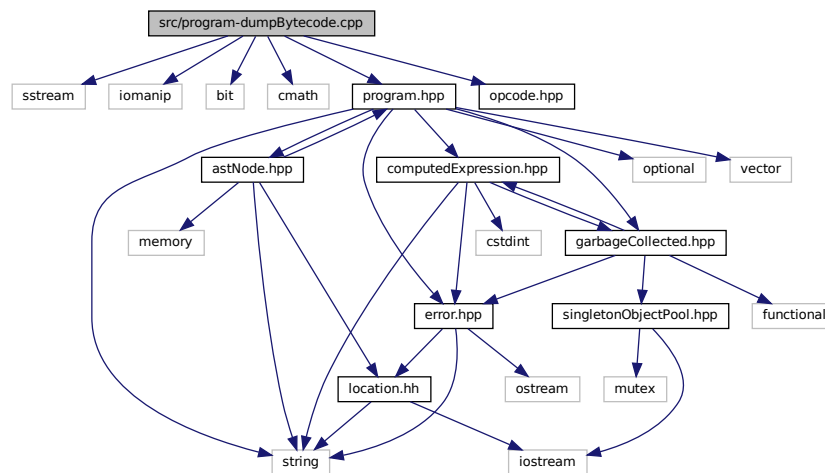 src/program-dumpBytecode.cpp
sstream
iomanip
bit
cmath
program.hpp
opcode.hpp
astNode.hpp
computedExpression.hpp
optional
vector
memory
cstdint
garbageCollected.hpp
error.hpp
singletonObjectPool.hpp
functional
location.hh
ostream
mutex
string
iostream